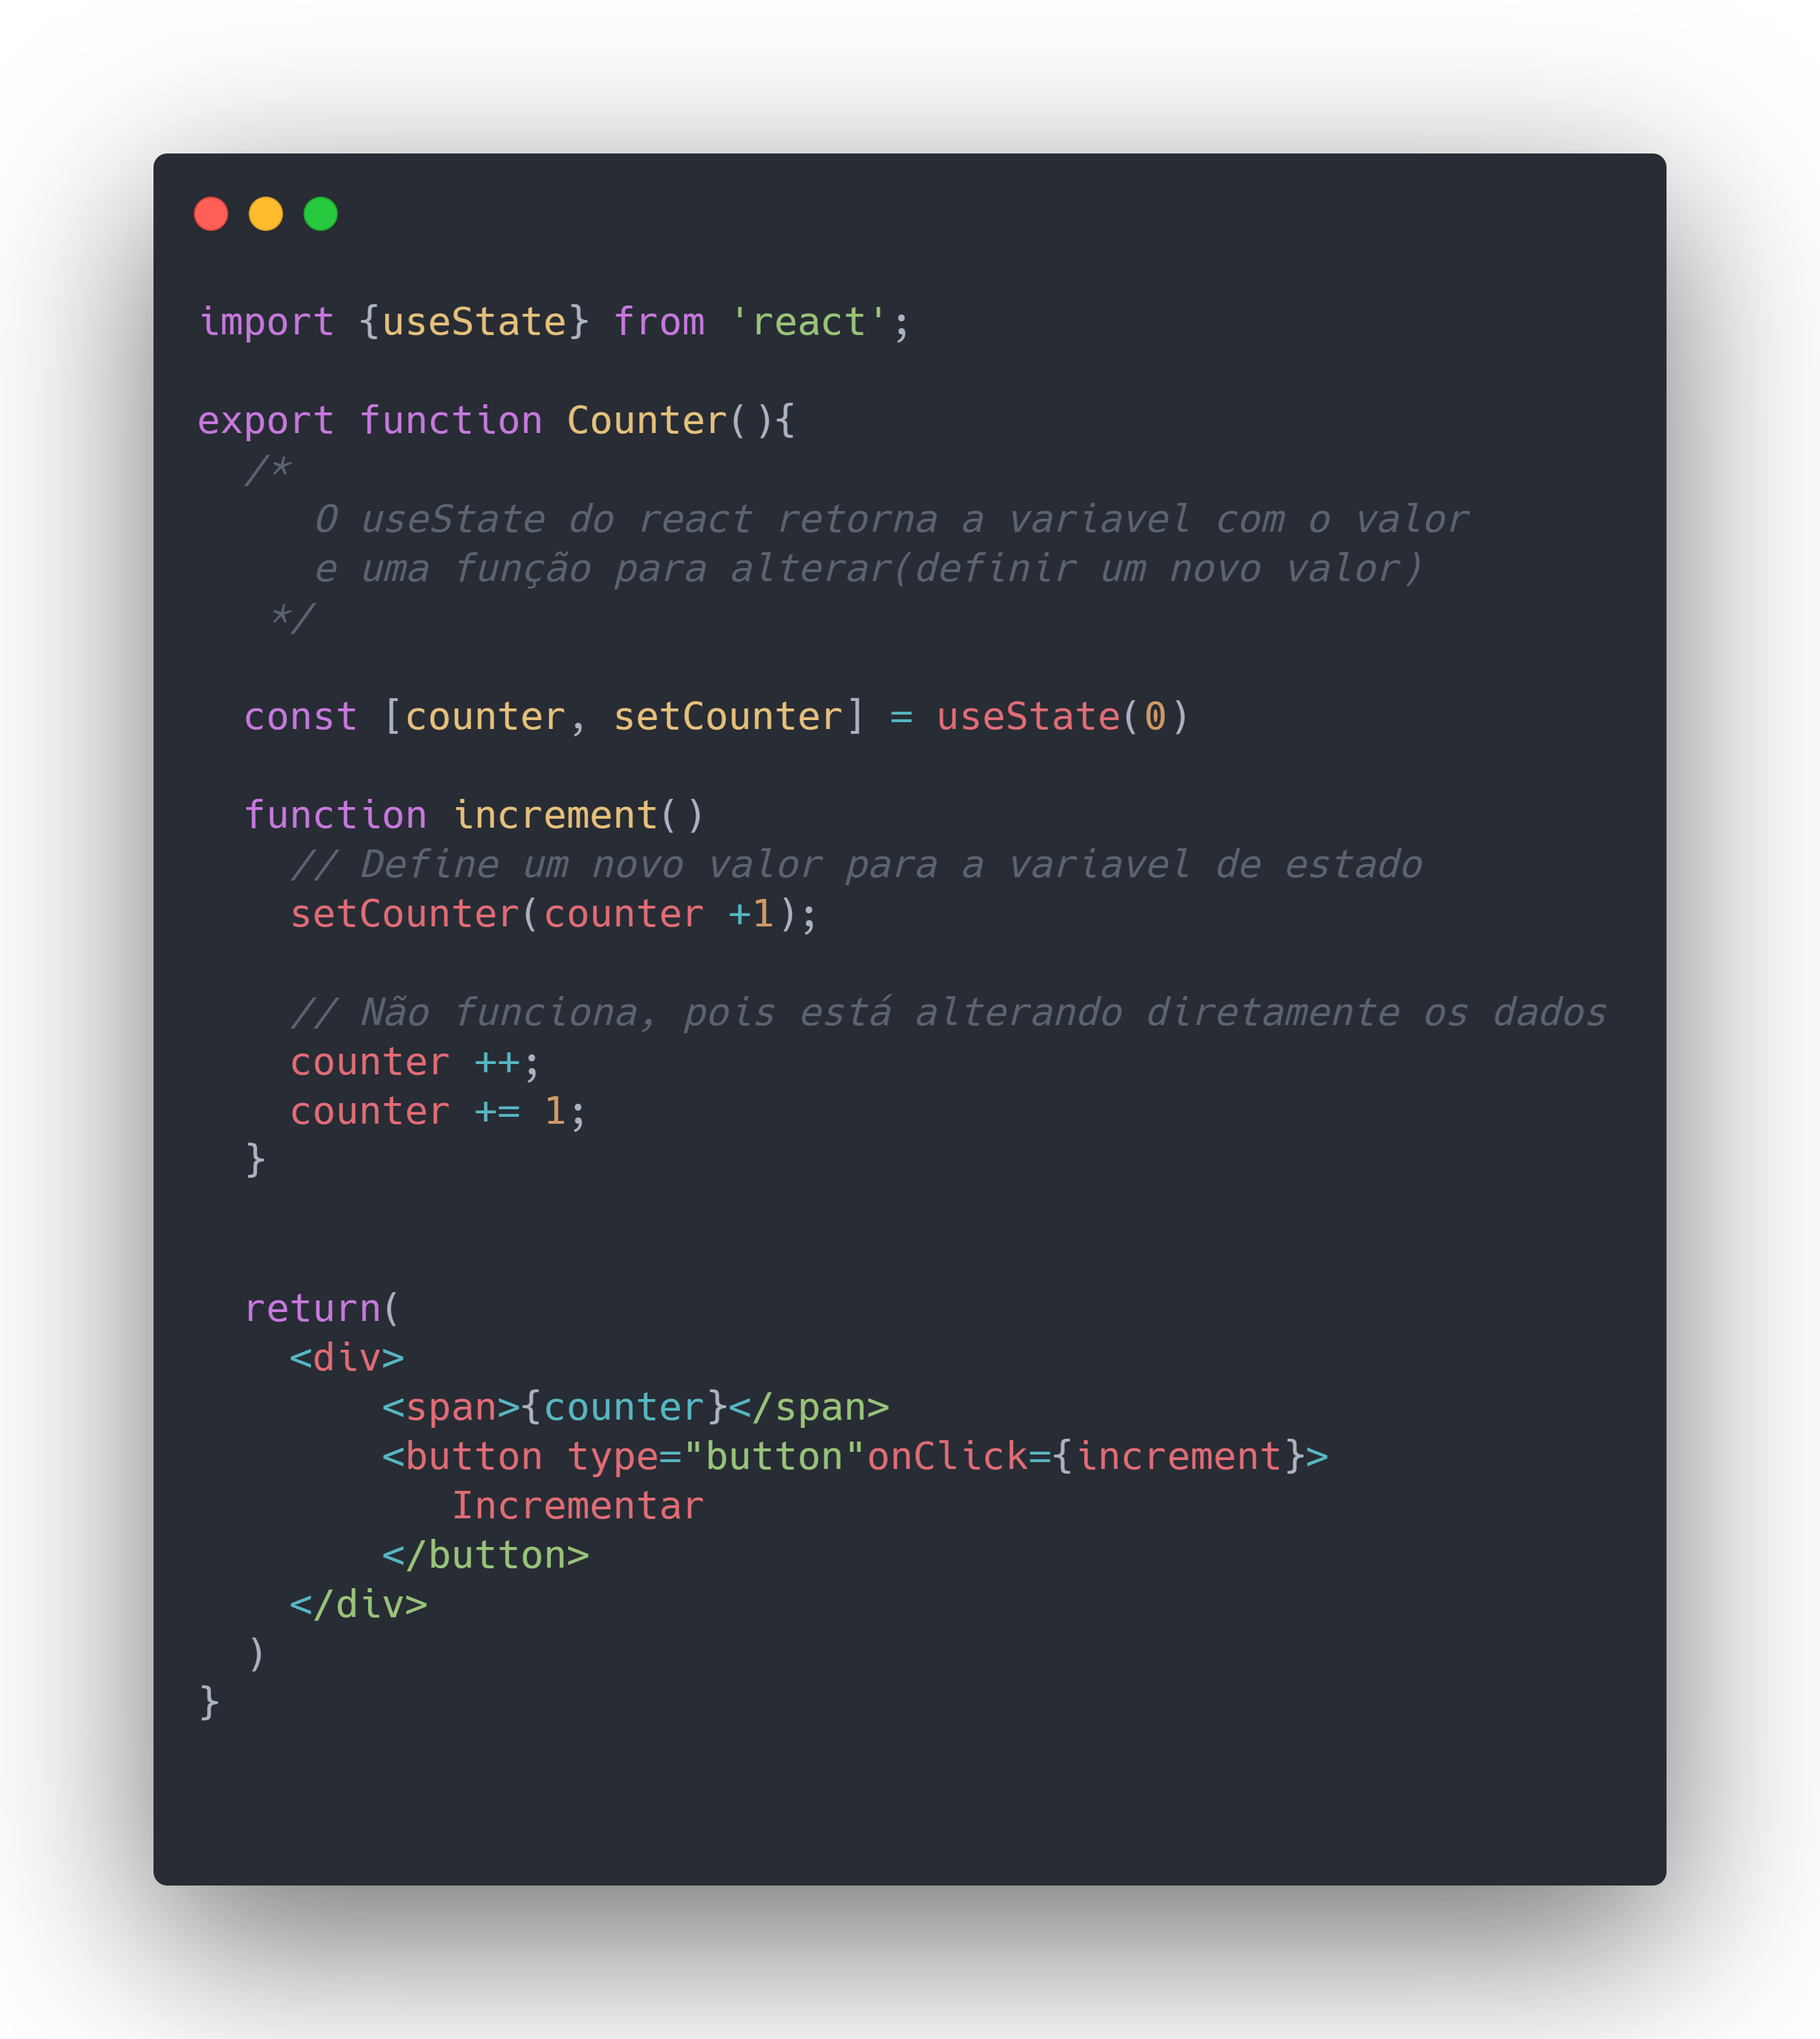 import {useState} from 'react';
export function Counter(){
/*
O useState do react retorna a variavel com o valor
e uma função para alterar(definir um novo valor)
*/
const [counter, setCounter] = useState(0)
function increment()
// Define um novo valor para a variavel de estado
setCounter(counter +1);
// Não funciona, pois está alterando diretamente os dados
counter ++;
counter += 1;
}
return(
<div>
<span>{counter}</span>
<button type="button"onClick={increment}>
Incrementar
</button>
</div>
)
}